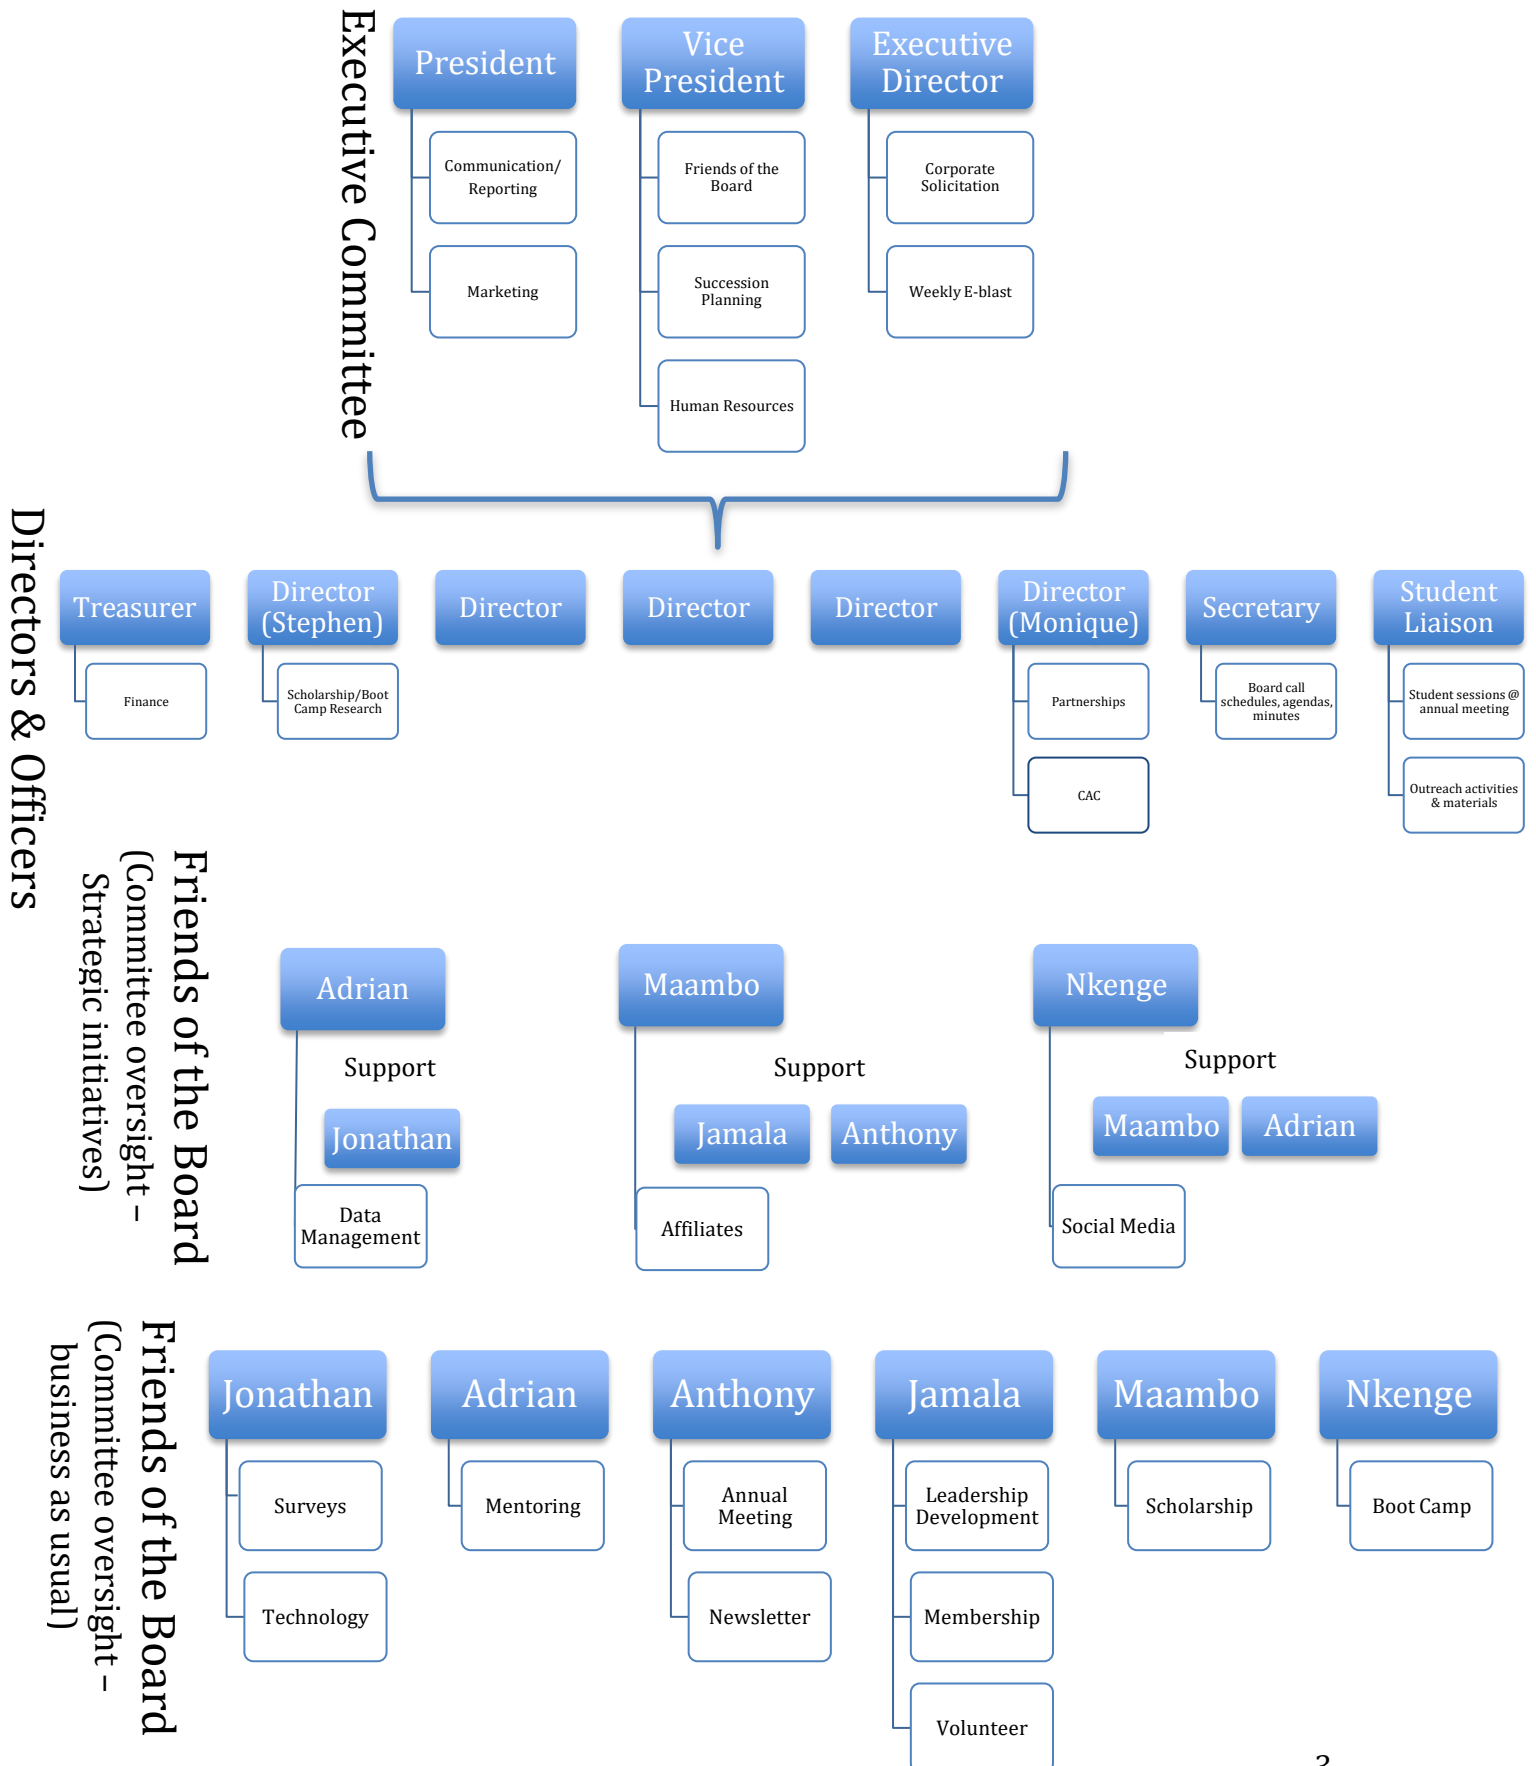 Executive Committee
President
Communication/
Reporting
Marketing
Vice
President
Friends of the
Board
Succession
Planning
Human Resources
Executive
Director
Corporate
Solicitation
Weekly E-blast
Directors & Officers
Treasurer
Finance
Director
(Stephen)
Scholarship/Boot
Camp Research
Director
Director
Director
Director
(Monique)
Partnerships
CAC
Secretary
Board call
schedules, agendas,
minutes
Student
Liaison
Student sessions @
annual meeting
Outreach activities
& materials
Friends of the Board
(Committee oversight –
Strategic initiatives)
Adrian
Support
Jonathan
Data
Management
Maambo
Support
Jamala
Anthony
Affiliates
Nkenge
Support
Maambo
Adrian
Social Media
Friends of the Board
(Committee oversight –
business as usual)
Jonathan
Surveys
Technology
Adrian
Mentoring
Anthony
Annual
Meeting
Newsletter
Jamala
Leadership
Development
Membership
Volunteer
Maambo
Scholarship
Nkenge
Boot Camp